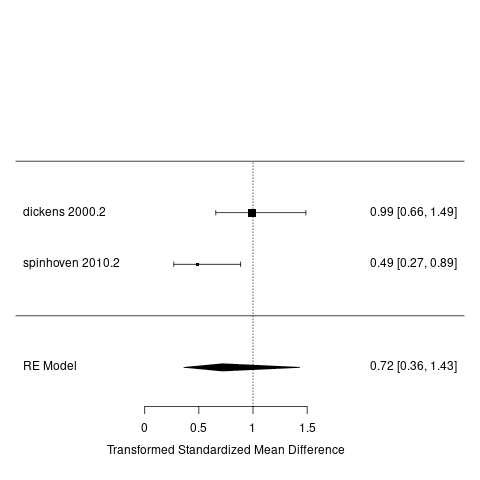 dickens 2000.2 0.99 [0.66, 1.49]
spinhoven 2010.2 0.49 [0.27, 0.89]
RE Model 0.72 [0.36, 1.43]
0 0.5 1 1.5
Transformed Standardized Mean Difference